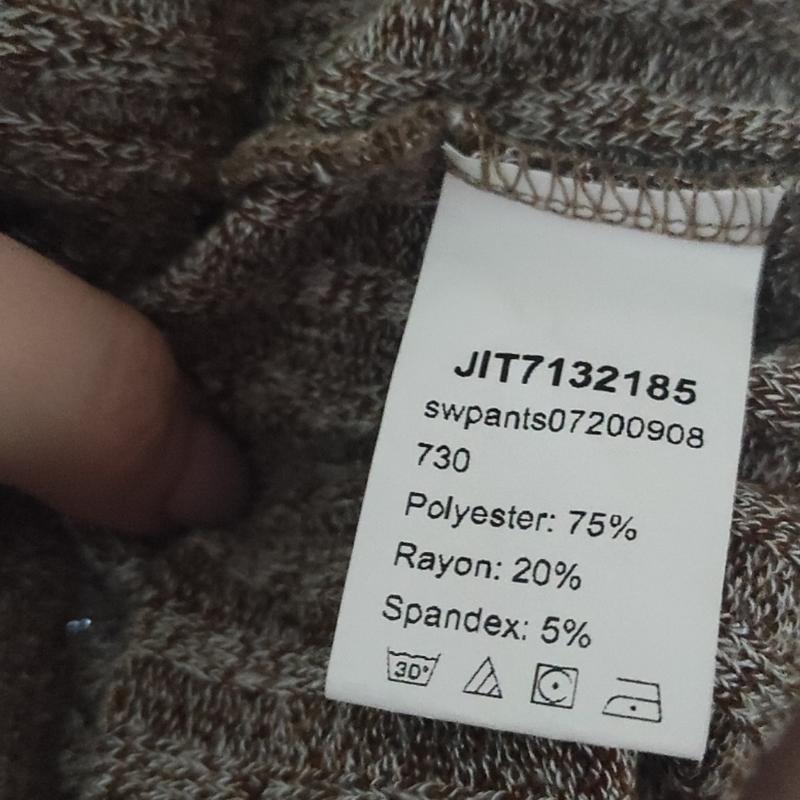 JIT7132185
swpants07200908
730
Polyester: 75%
Rayon: 20%
Spandex: 5%
30°